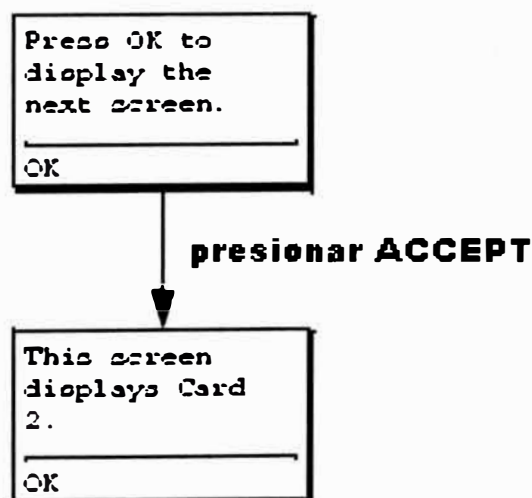 Press OK to
display the
next screen.
OK
presionar ACCEPT
This screen
displays Card
2.
OK